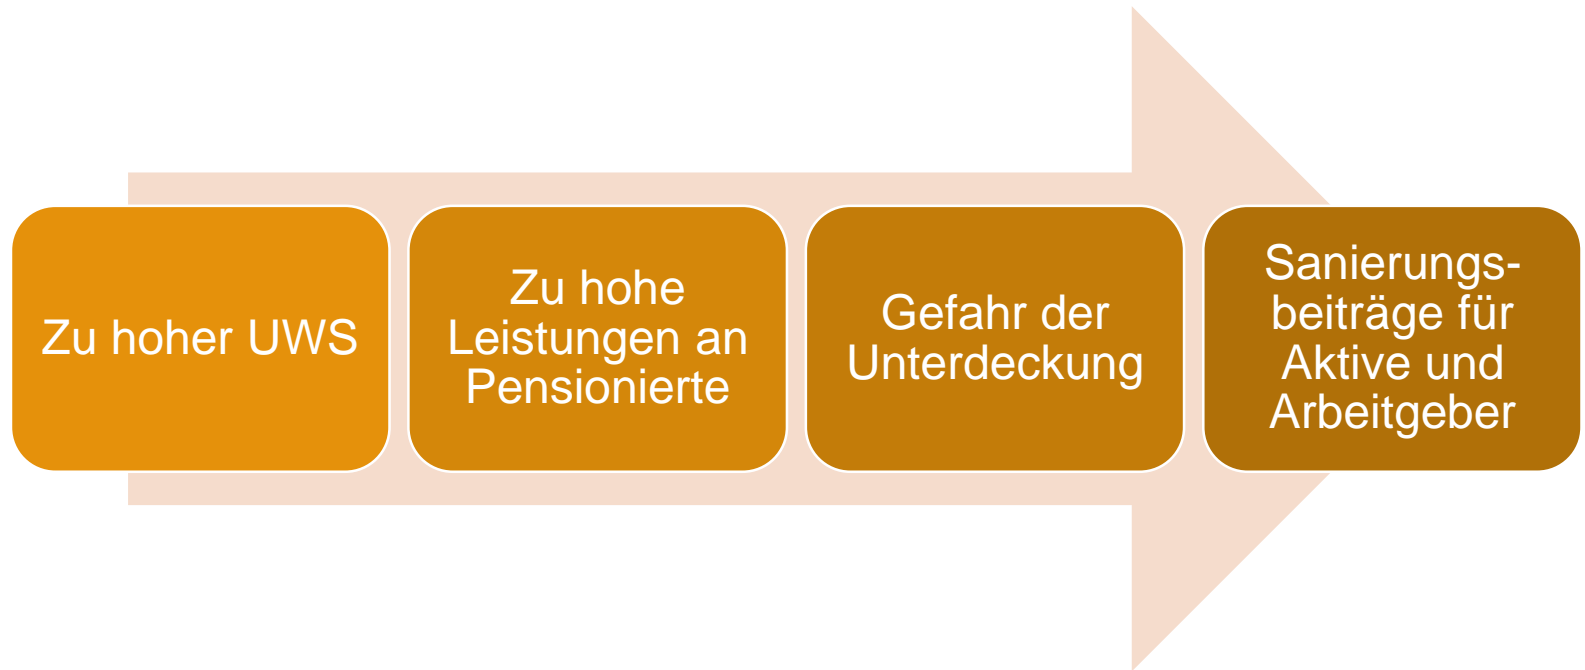 Zu hoher UWS
Zu hohe
Leistungen an
Pensionierte
Gefahr der
Unterdeckung
Sanierungs-
beiträge für
Aktive und
Arbeitgeber